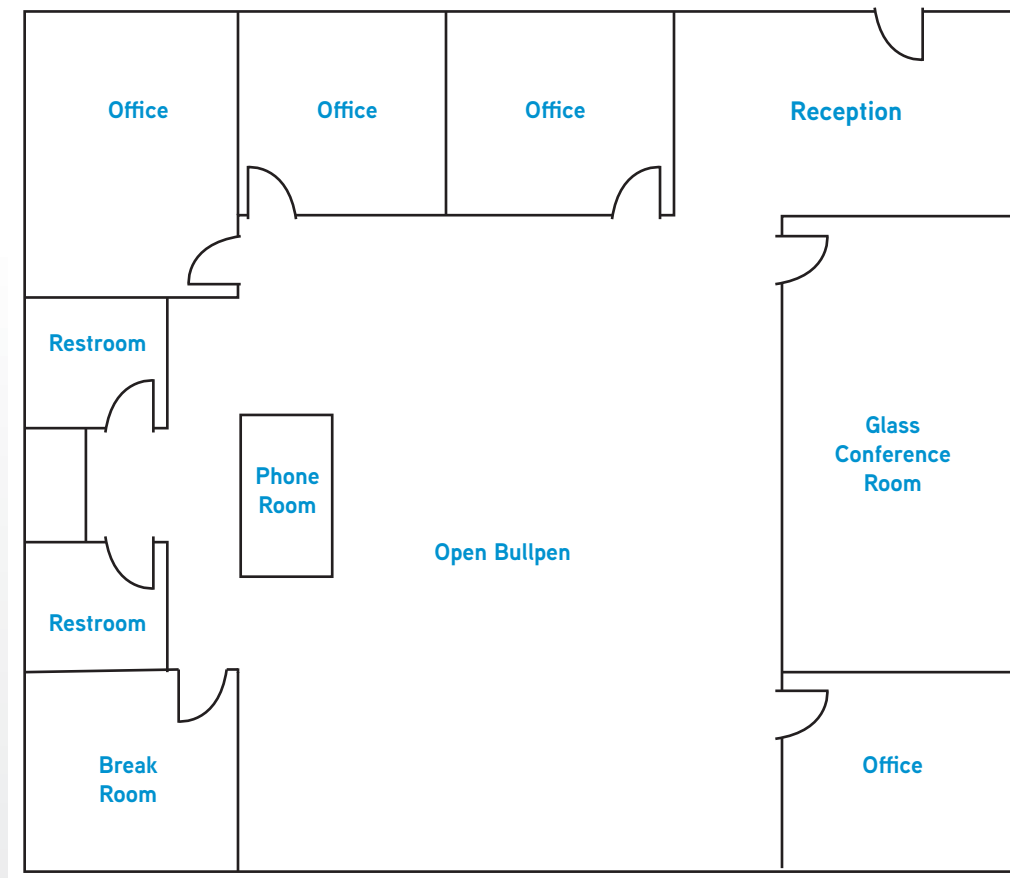 Office
Office
Office
Reception
Restroom
Glass
Conference
Room
Phone
Room
Open Bullpen
Restroom
Break
Room
Office